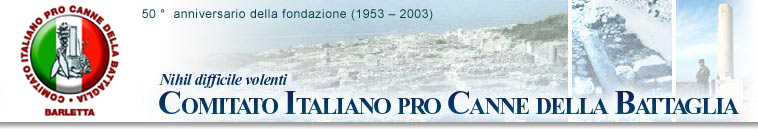 50 ° anniversario della fondazione (1953 – 2003)
COMITATO ITALIANO PRO CANNE DELLA BATTAGLIA •
BARLETTA
Nihil difficile volenti
COMITATO ITALIANO PRO CANNE DELLA BATTAGLIA